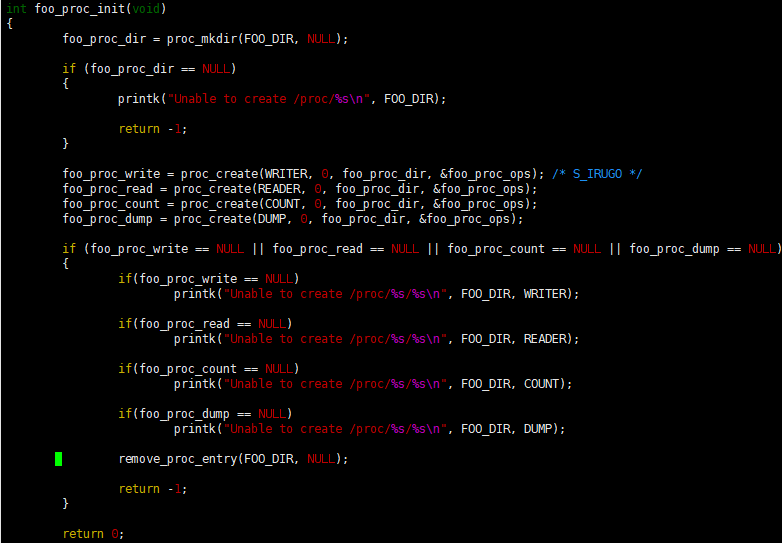 int foo_proc_init(void)
{
        foo_proc_dir = proc_mkdir(FOO_DIR, NULL);

        if (foo_proc_dir == NULL)
        {
                printk("Unable to create /proc/%s\n", FOO_DIR);

                return -1;
        }

        foo_proc_write = proc_create(WRITER, 0, foo_proc_dir, &foo_proc_ops); /* S_IRUGO */
        foo_proc_read = proc_create(READER, 0, foo_proc_dir, &foo_proc_ops);
        foo_proc_count = proc_create(COUNT, 0, foo_proc_dir, &foo_proc_ops);
        foo_proc_dump = proc_create(DUMP, 0, foo_proc_dir, &foo_proc_ops);

        if (foo_proc_write == NULL || foo_proc_read == NULL || foo_proc_count == NULL || foo_proc_dump == NULL)
        {
                if(foo_proc_write == NULL)
                        printk("Unable to create /proc/%s/%s\n", FOO_DIR, WRITER);

                if(foo_proc_read == NULL)
                        printk("Unable to create /proc/%s/%s\n", FOO_DIR, READER);

                if(foo_proc_count == NULL)
                        printk("Unable to create /proc/%s/%s\n", FOO_DIR, COUNT);

                if(foo_proc_dump == NULL)
                        printk("Unable to create /proc/%s/%s\n", FOO_DIR, DUMP);

                remove_proc_entry(FOO_DIR, NULL);

                return -1;
        }

        return 0;